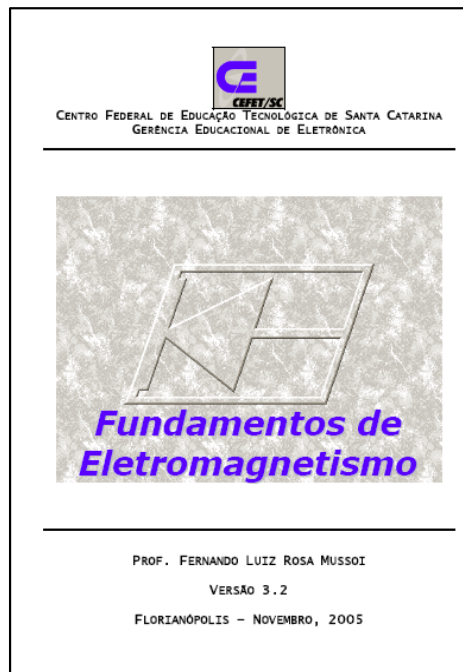 CEFET/SC
CENTRO FEDERAL DE EDUCAÇÃO TECNOLÓGICA DE SANTA CATARINA
GERÊNCIA EDUCACIONAL DE ELETRÔNICA
Fundamentos de
Eletromagnetismo
PROF. FERNANDO LUIZ ROSA MUSSOI
VERSÃO 3.2
FLORIANÓPOLIS – NOVEMBRO, 2005